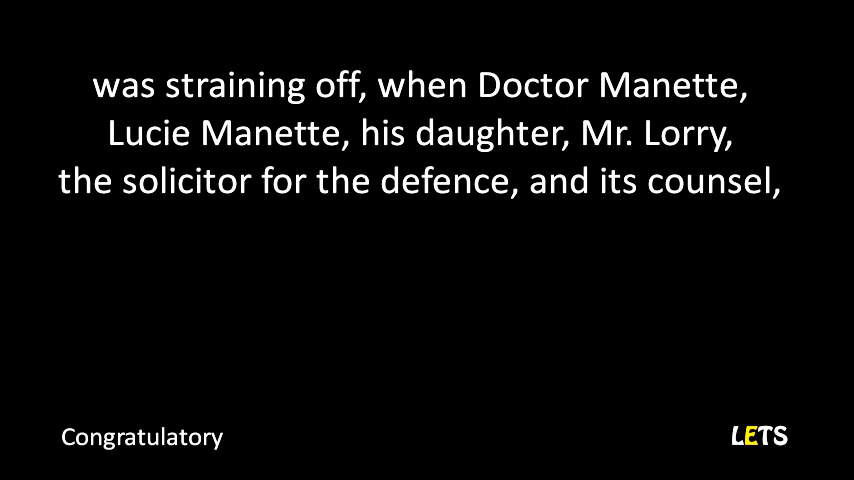 was straining off, when Doctor Manette,
Lucie Manette, his daughter, Mr. Lorry,
the solicitor for the defence, and its counsel,
Congratulatory
LETS